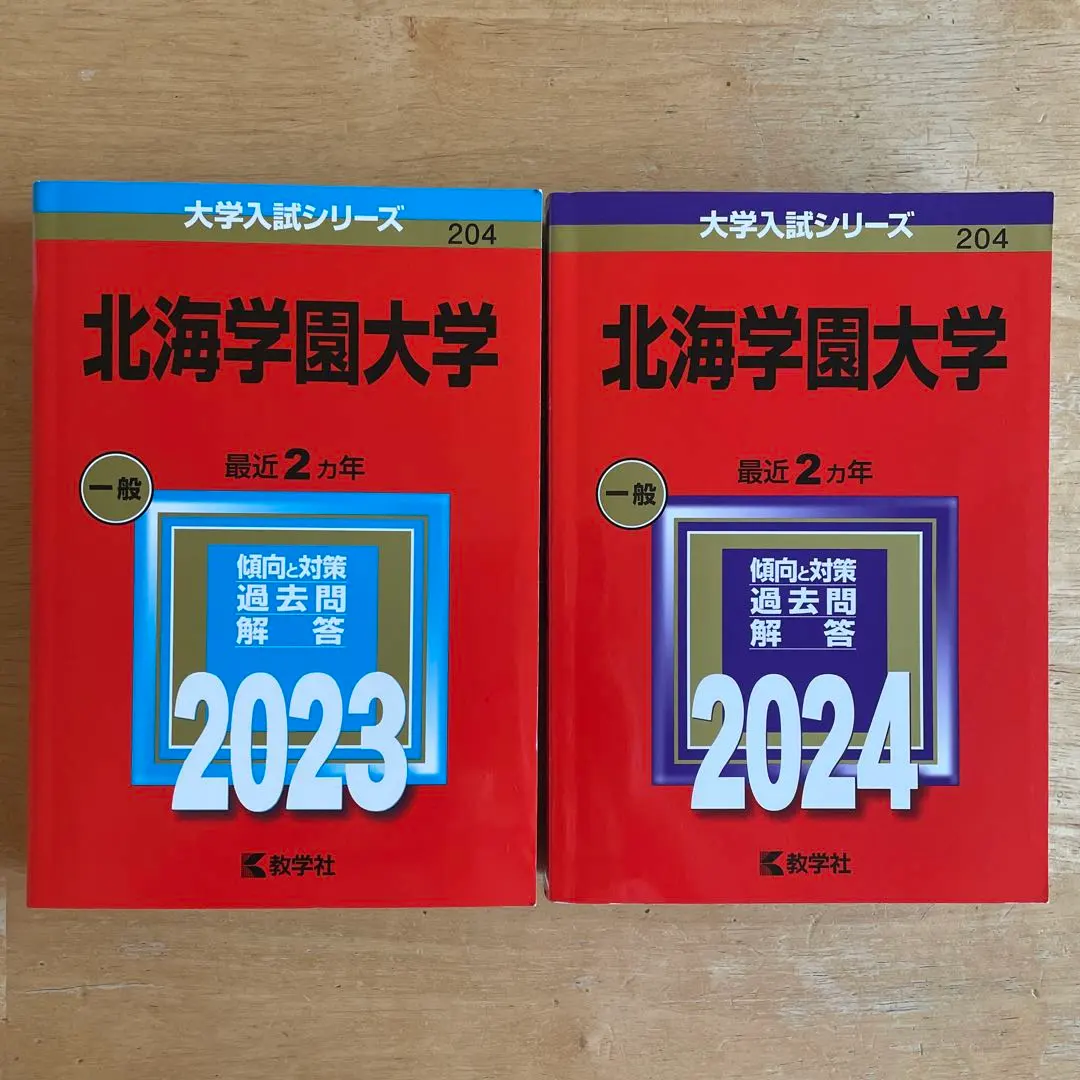 大学入試シリーズ
204
北海学園大学
最近2カ年
一般
傾向と対策
過去問
解答
2023
教学社
大学入試シリーズ
204
北海学園大学
最近2カ年
一般
傾向と対策
過去問
解答
2024
教学社